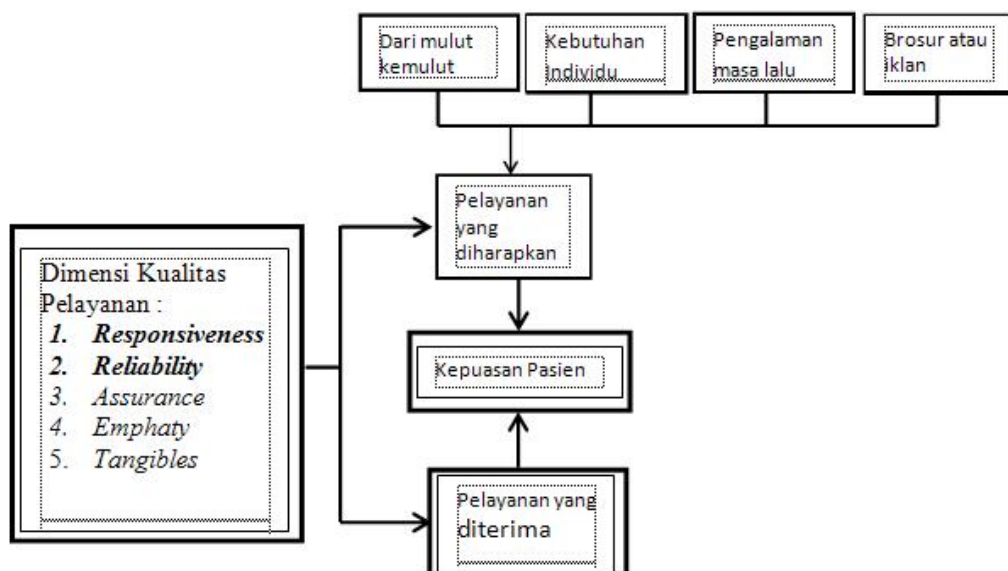 Dari mulut
kemulut
Kebutuhan
Individu
Pengalaman
masa lalu
Brosur atau
iklan
Pelayanan
yang
diharapkan
Dimensi Kualitas
Pelayanan :
1. Responsiveness
2. Reliability
3. Assurance
4. Emphaty
5. Tangibles
Kepuasan Pasien
Pelayanan yang
diterima